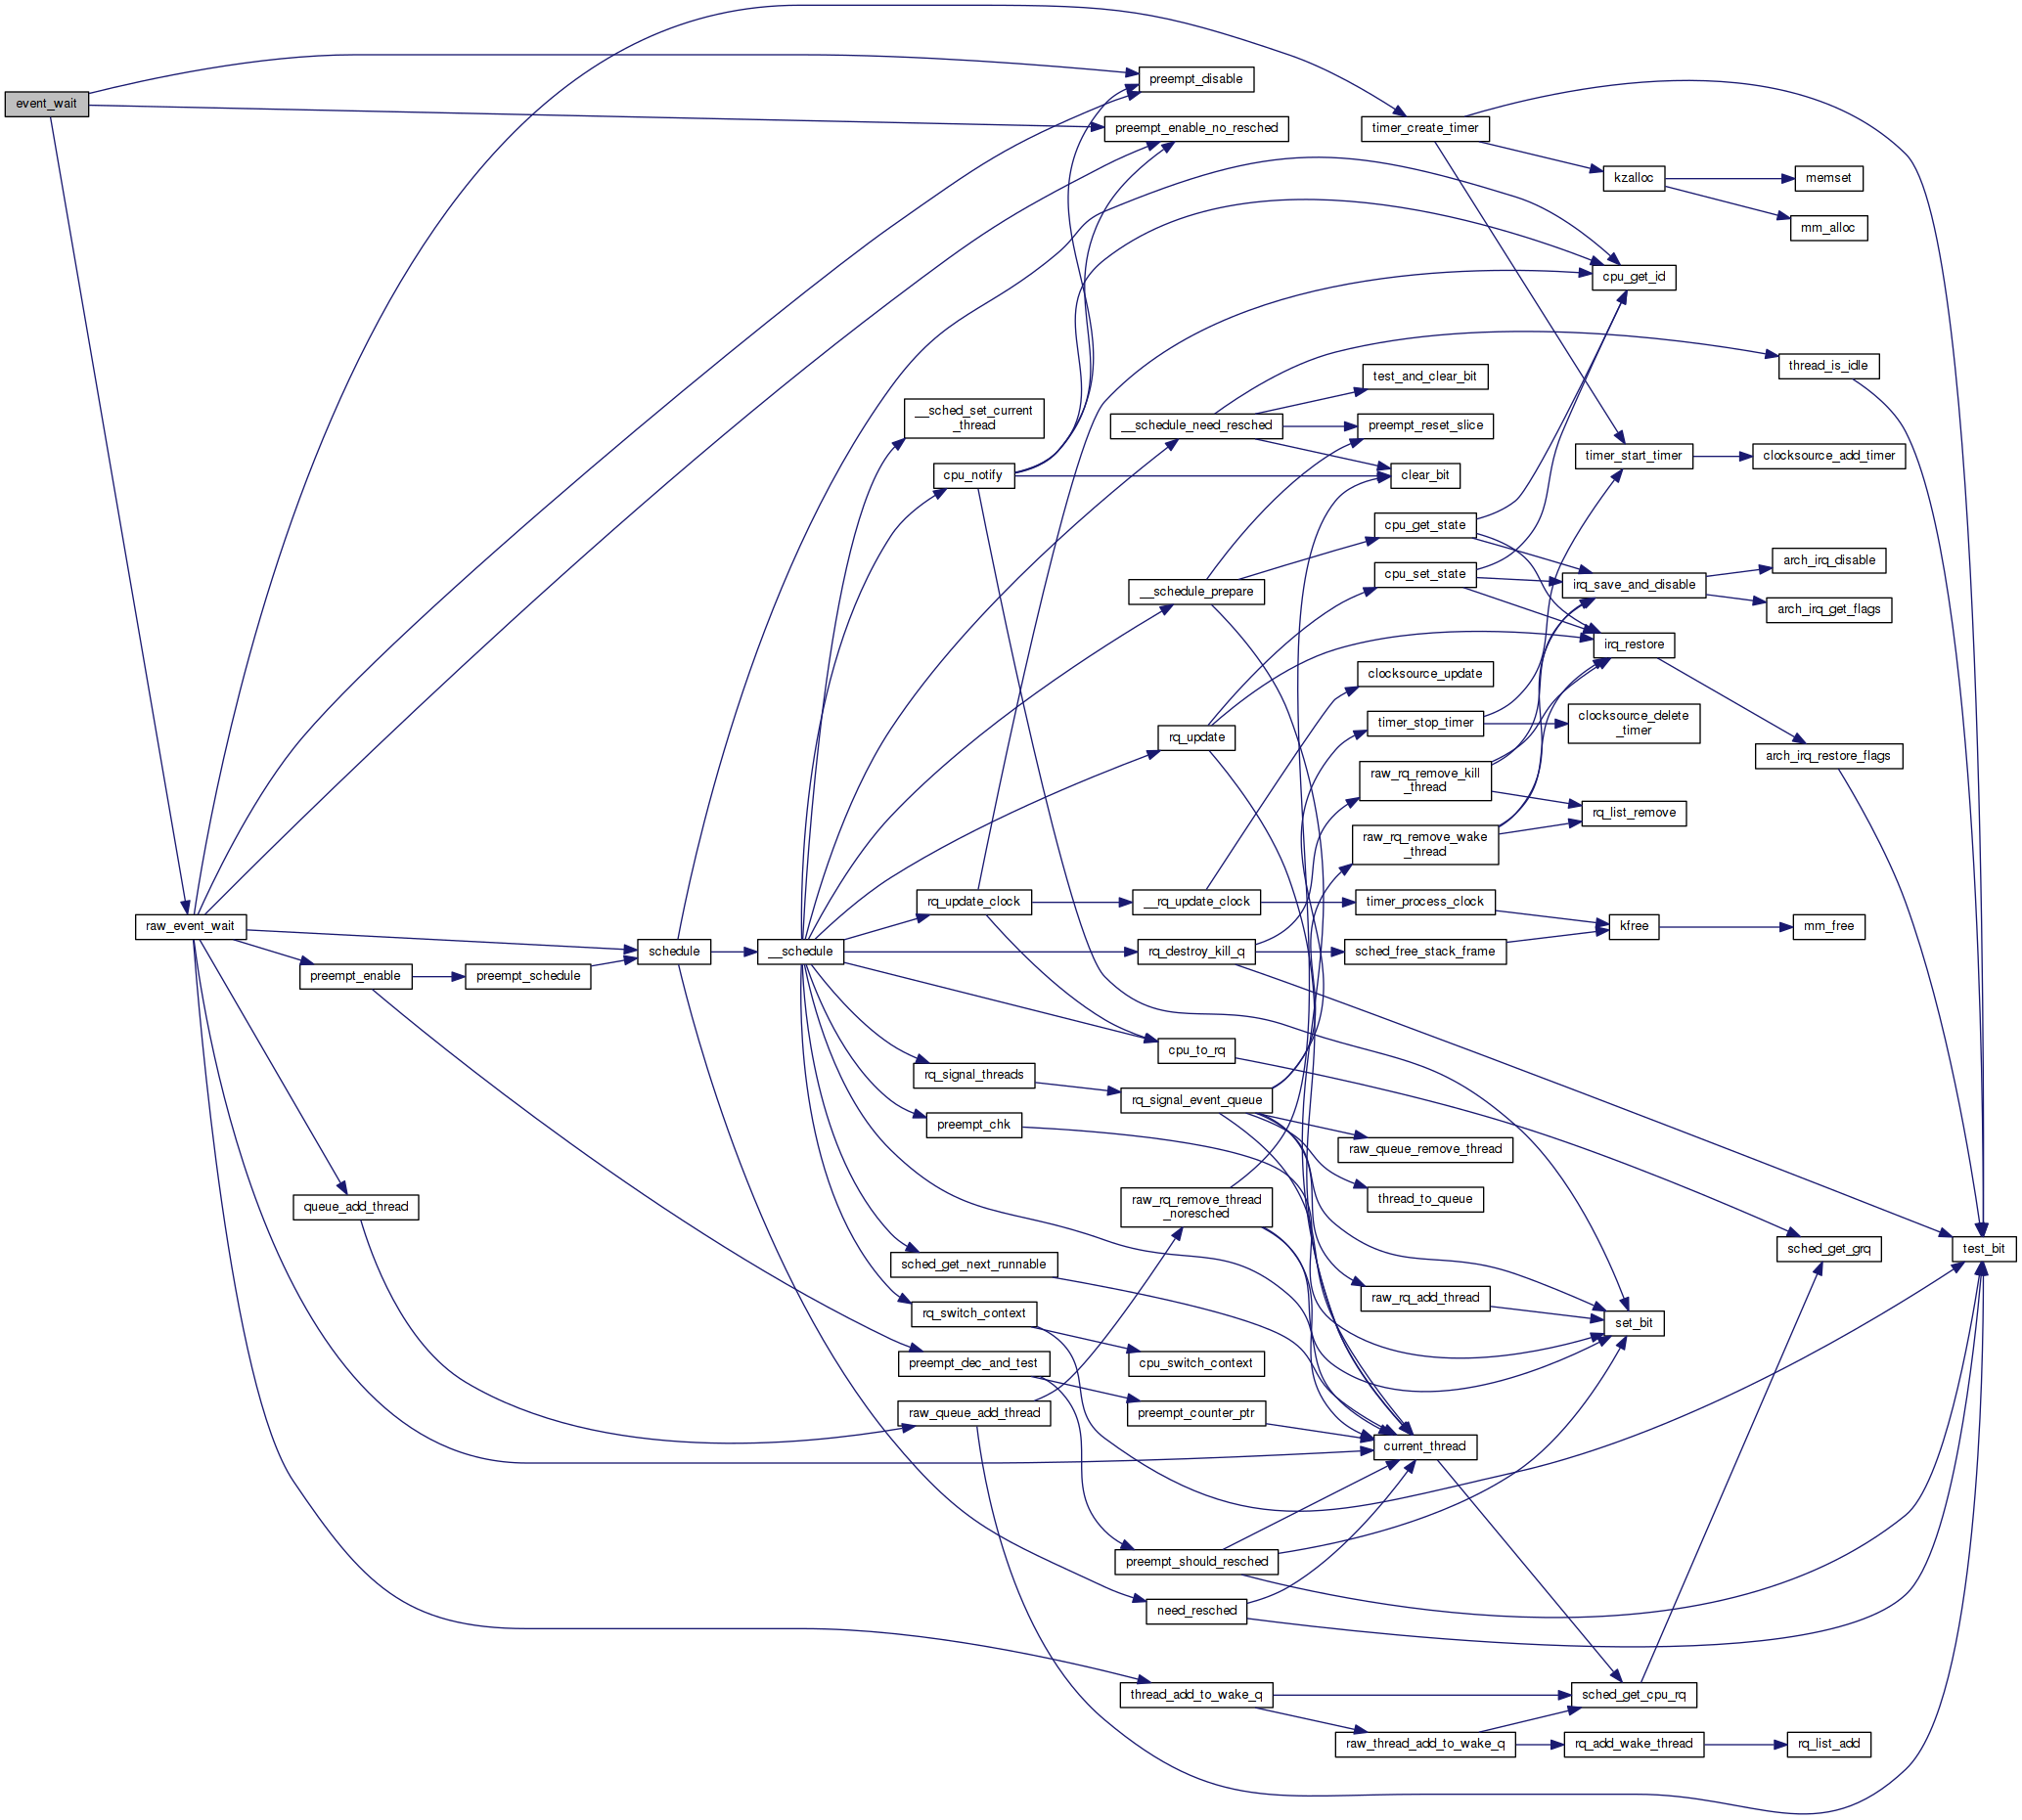 preempt_disable
event_wait
preempt_enable_no_resched
timer_create_timer
kzalloc
memset
mm_alloc
cpu_get_id
thread_is_idle
test_and_clear_bit
__sched_set_current
_thread
__schedule_need_resched
preempt_reset_slice
timer_start_timer
clocksource_add_timer
cpu_notify
clear_bit
cpu_get_state
arch_irq_disable
cpu_set_state
irq_save_and_disable
__schedule_prepare
arch_irq_get_flags
irq_restore
clocksource_update
clocksource_delete
_timer
timer_stop_timer
rq_update
arch_irq_restore_flags
raw_rq_remove_kill
_thread
rq_list_remove
raw_rq_remove_wake
_thread
rq_update_clock
__rq_update_clock
timer_process_clock
raw_event_wait
kfree
mm_free
schedule
__schedule
rq_destroy_kill_q
sched_free_stack_frame
preempt_enable
preempt_schedule
cpu_to_rq
rq_signal_threads
rq_signal_event_queue
preempt_chk
raw_queue_remove_thread
raw_rq_remove_thread
_noresched
thread_to_queue
queue_add_thread
sched_get_grq
test_bit
sched_get_next_runnable
raw_rq_add_thread
rq_switch_context
set_bit
preempt_dec_and_test
cpu_switch_context
raw_queue_add_thread
preempt_counter_ptr
current_thread
preempt_should_resched
need_resched
thread_add_to_wake_q
sched_get_cpu_rq
raw_thread_add_to_wake_q
rq_add_wake_thread
rq_list_add